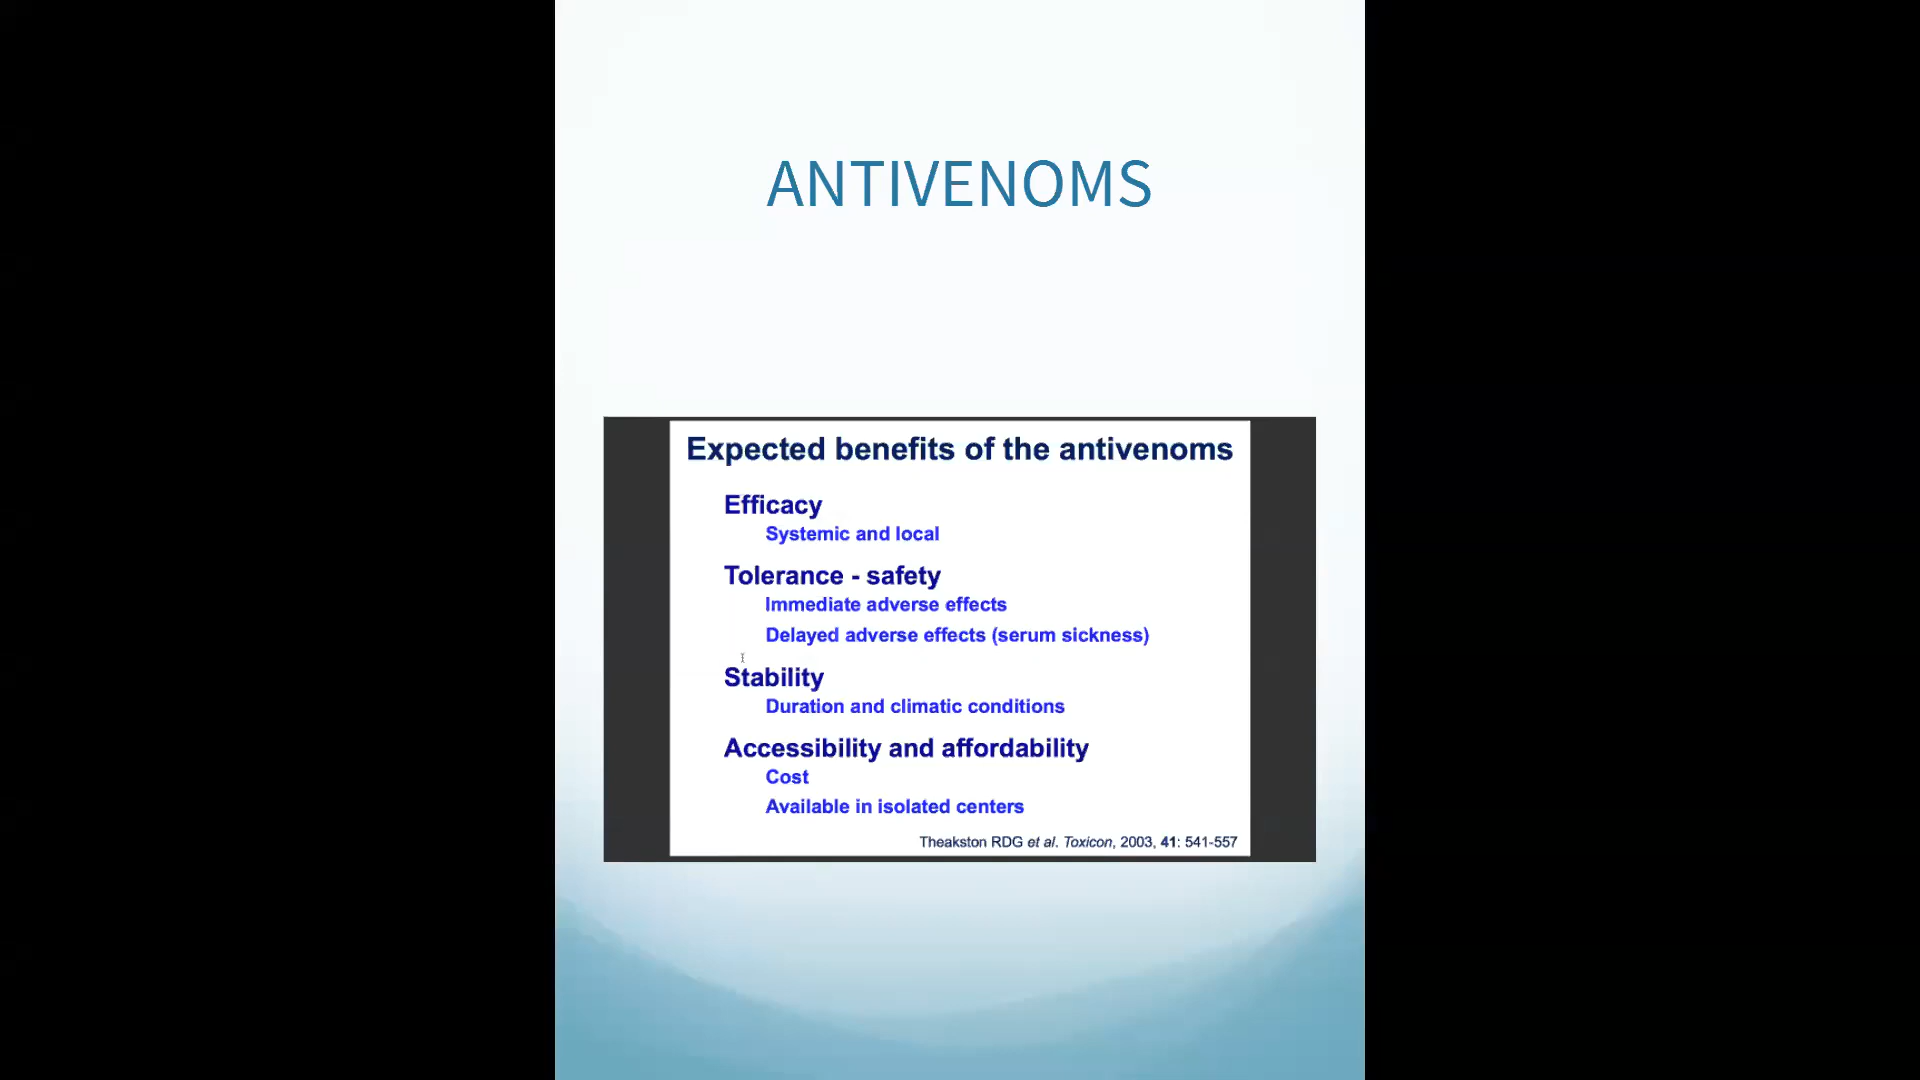 ANTIVENOMS
Expected benefits of the antivenoms
Efficacy
Systemic and local
Tolerance - safety
Immediate adverse effects
Delayed adverse effects (serum sickness)
Stability
Duration and climatic conditions
Accessibility and affordability
Cost
Available in isolated centers
Theakston RDG et al. Toxicon, 2003, 41: 541-557